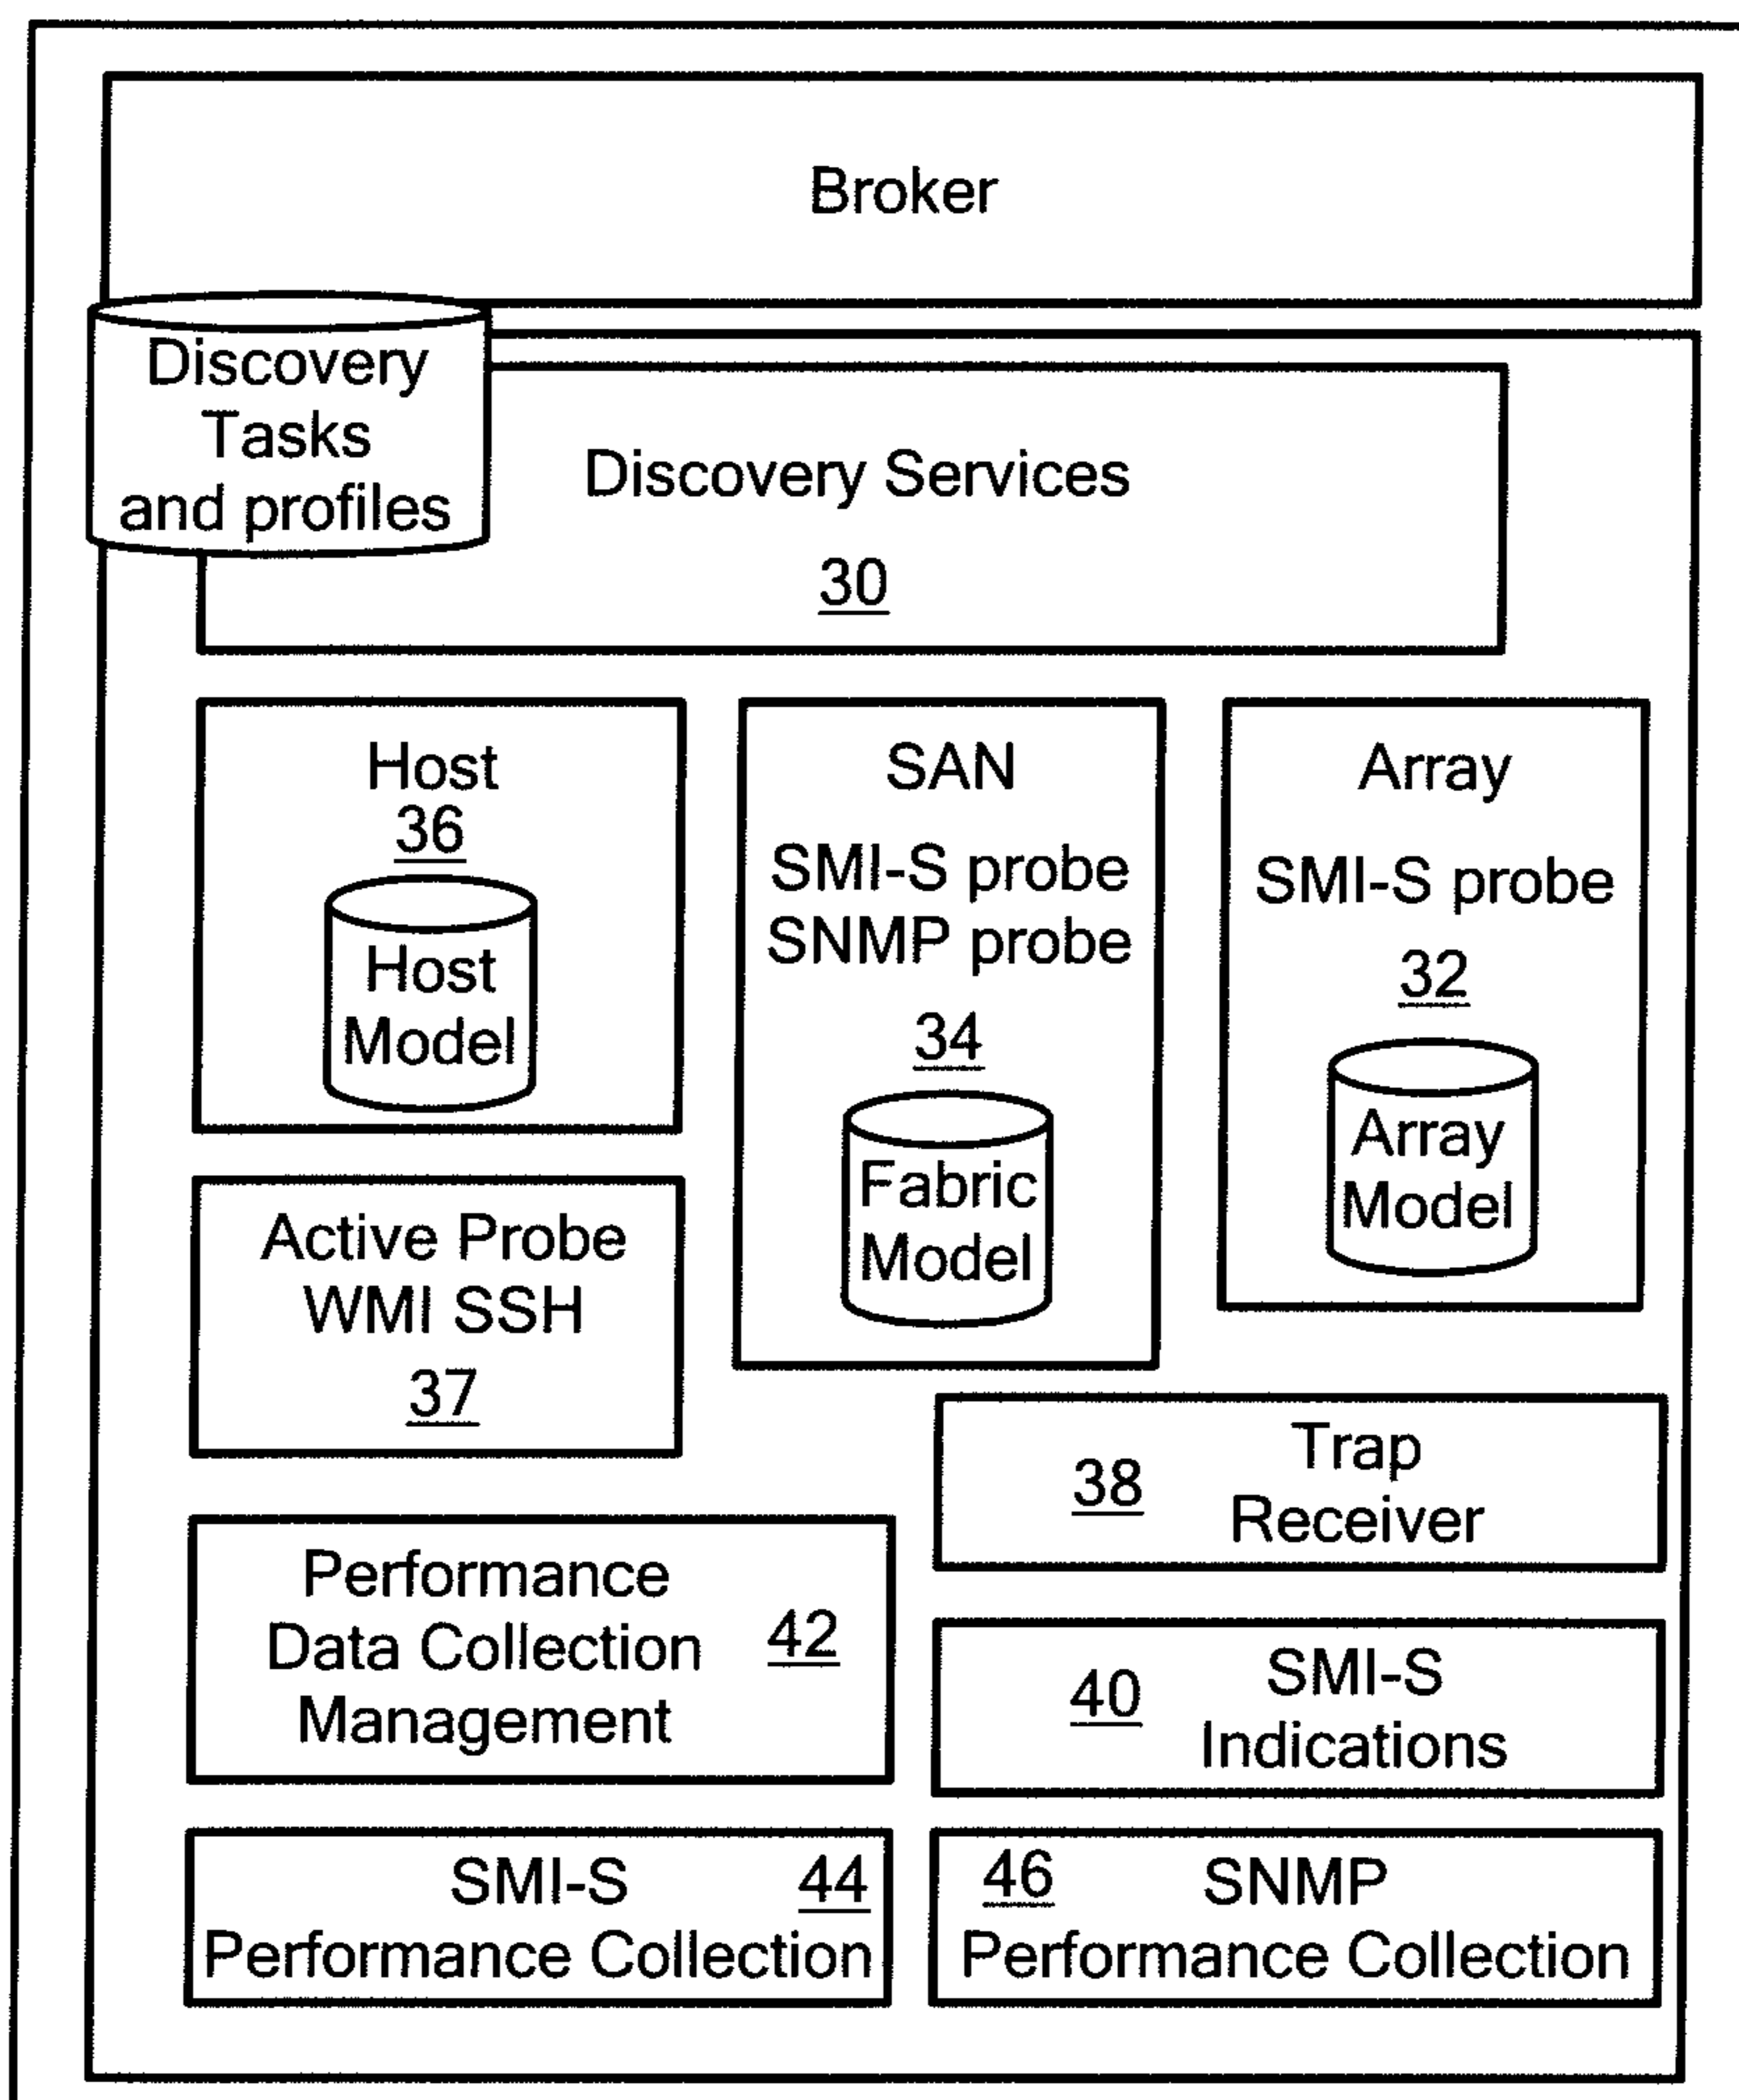 Broker
Discovery
Tasks
and profiles
Discovery Services
30
Host
36
Host
Model
SAN
SMI-S probe
SNMP probe
34
Fabric
Model
Array
SMI-S probe
32
Array
Model
Active Probe
WMI SSH
37
38
Trap
Receiver
Performance
Data Collection
Management
42
40
SMI-S
Indications
SMI-S
44
Performance Collection
46
SNMP
Performance Collection